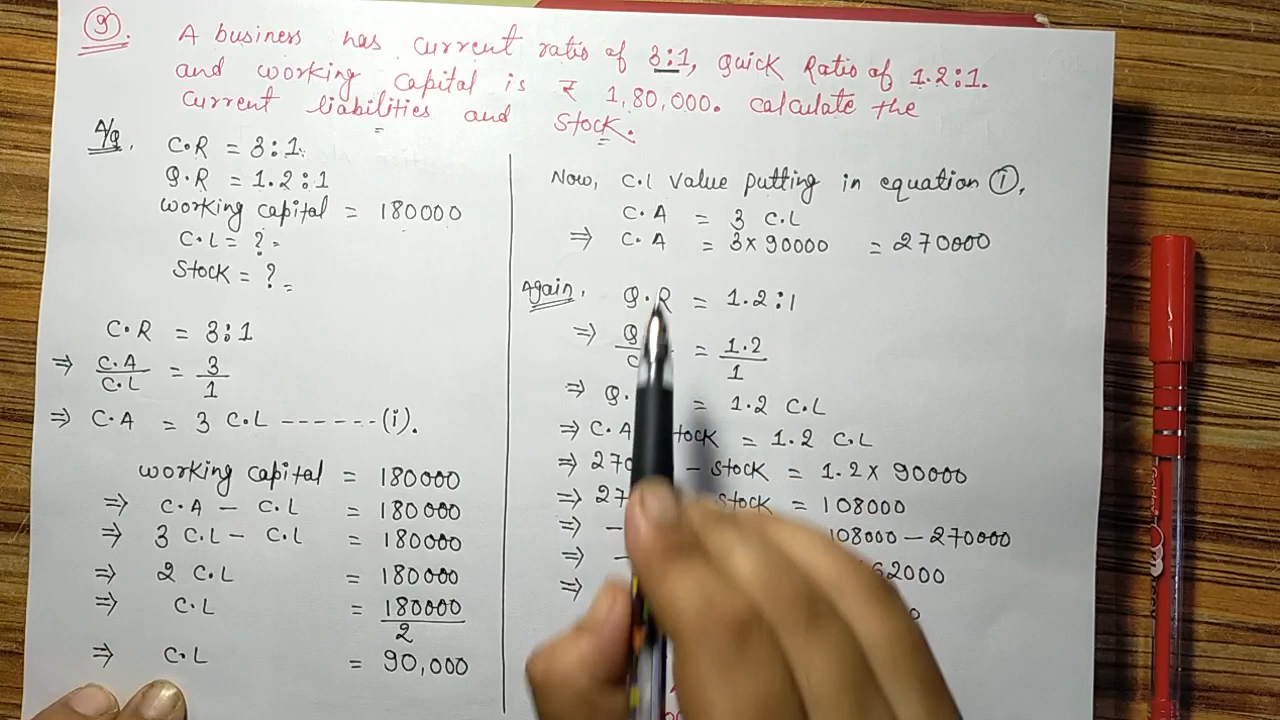 9.
A business has current ratio of 3:1, Quick Ratio of 1.2:1.
and working capital is ₹ 1,80,000. Calculate the
current liabilities and stock.
A/Q.
C.R = 3:1.
Q.R = 1.2:1
working capital = 180000
C.L = ?
Stock = ?
C.R = 3:1
⇒ C.A/C.L = 3/1
⇒ C.A = 3 C.L ------(i).
working capital = 180000
⇒ C.A - C.L = 180000
⇒ 3 C.L - C.L = 180000
⇒ 2 C.L = 180000
⇒ C.L = 180000/2
⇒ C.L = 90,000
Now, C.L value putting in equation (i),
C.A = 3 C.L
⇒ C.A = 3×90000 = 270000
Again, Q.R = 1.2:1
⇒ = 1.2/1
⇒ = 1.2 C.L
⇒ C.A = 1.2 C.L
⇒ - stock = 1.2×90000
⇒ stock = 108000
⇒ 108000 - 270000
⇒
⇒